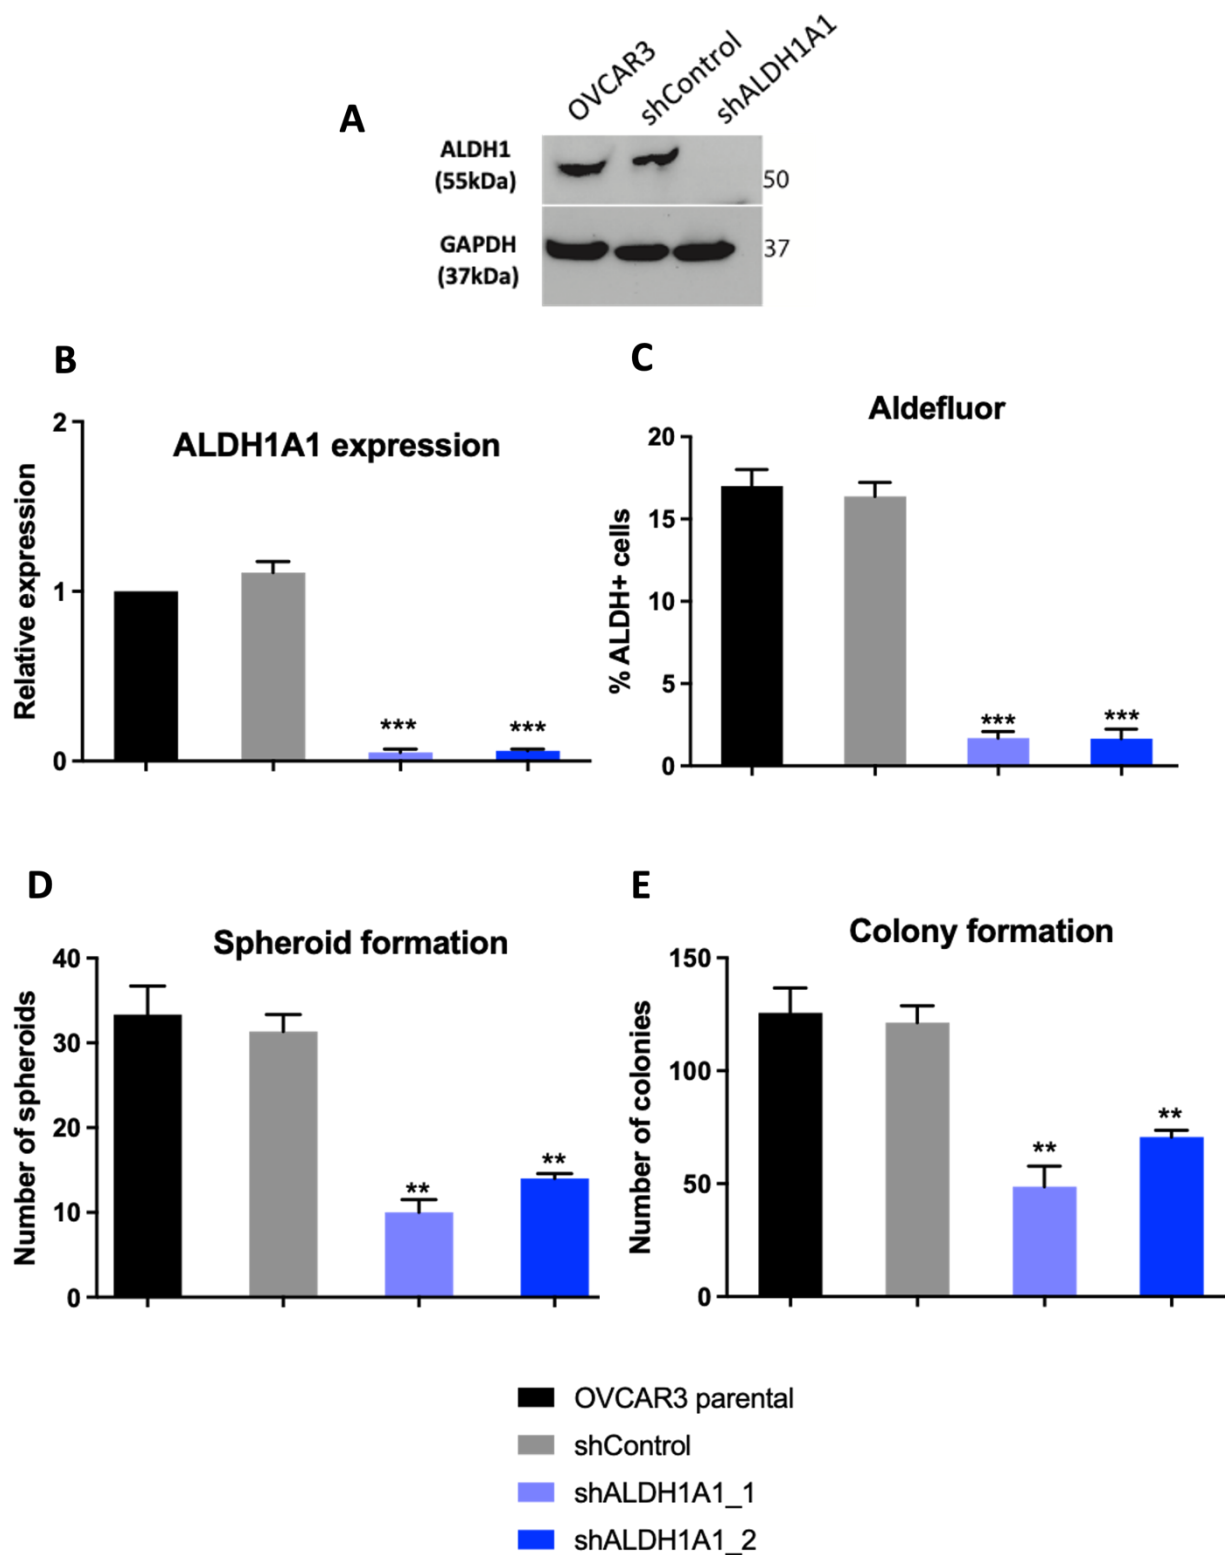 A
OVCAR3
shControl
shALDH1A1
ALDH1
(55kDa)
50
GAPDH
(37kDa)
37
B
ALDH1A1 expression
Relative expression
2
1
0
***
***
C
Aldefluor
% ALDH+ cells
20
15
10
5
0
***
***
D
Spheroid formation
Number of spheroids
40
30
20
10
0
**
**
E
Colony formation
Number of colonies
150
100
50
0
**
**
OVCAR3 parental
shControl
shALDH1A1_1
shALDH1A1_2